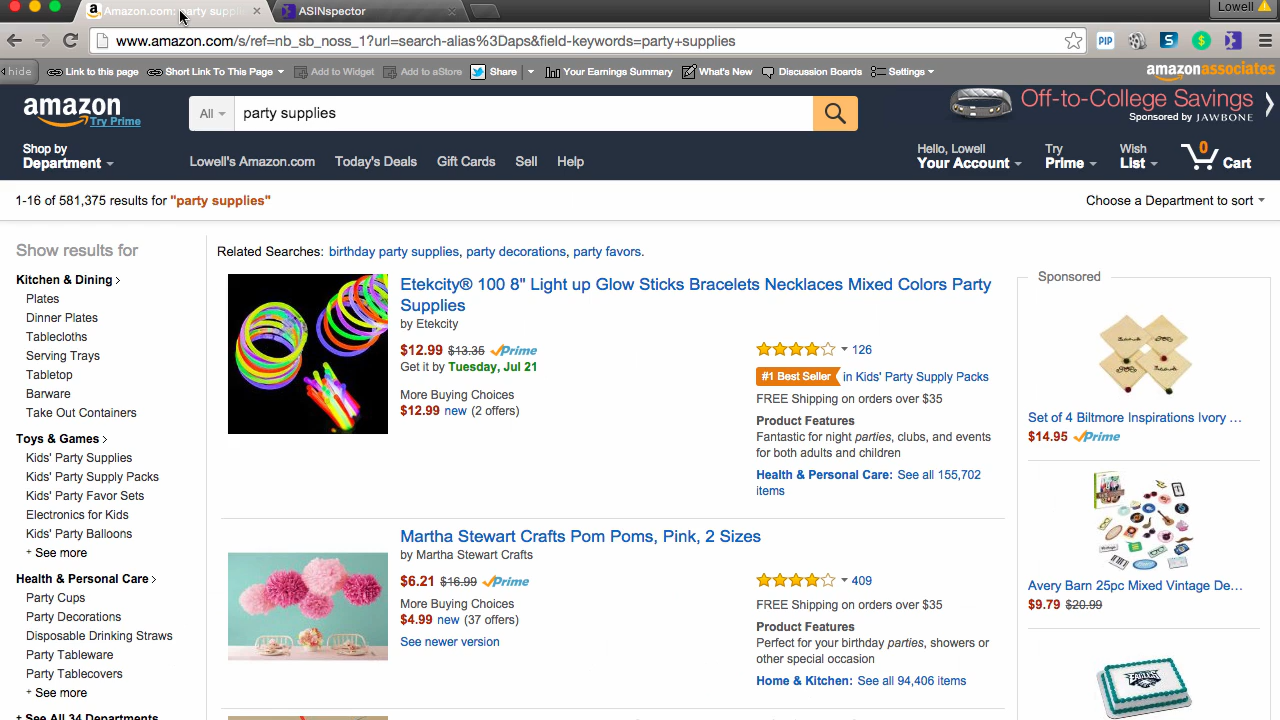 Amazon.com: party supplie
ASINspector
Lowell
www.amazon.com/s/ref=nb_sb_noss_1?url=search-alias%3Daps&field-keywords=party+supplies
PIP
S
$
hide
Link to this page
Short Link To This Page
Add to Widget
Add to aStore
Share
Your Earnings Summary
What's New
Discussion Boards
Settings
amazonassociates
amazon
Try Prime
All
party supplies
Off-to-College Savings
Sponsored by JAWBONE
Shop by
Department
Lowell's Amazon.com
Today's Deals
Gift Cards
Sell
Help
Hello, Lowell
Your Account
Try
Prime
Wish
List
0
Cart
1-16 of 581,375 results for "party supplies"
Choose a Department to sort
Show results for
Kitchen & Dining
Plates
Dinner Plates
Tablecloths
Serving Trays
Tabletop
Barware
Take Out Containers
Toys & Games
Kids' Party Supplies
Kids' Party Supply Packs
Kids' Party Favor Sets
Electronics for Kids
Kids' Party Balloons
+ See more
Health & Personal Care
Party Cups
Party Decorations
Disposable Drinking Straws
Party Tableware
Party Tablecovers
+ See more
+ See All 34 Departments
Related Searches: birthday party supplies, party decorations, party favors.
Etekcity® 100 8" Light up Glow Sticks Bracelets Necklaces Mixed Colors Party
Supplies
by Etekcity
$12.99 $13.35 Prime
Get it by Tuesday, Jul 21
More Buying Choices
$12.99 new (2 offers)
126
#1 Best Seller in Kids' Party Supply Packs
FREE Shipping on orders over $35
Product Features
Fantastic for night parties, clubs, and events
for both adults and children
Health & Personal Care: See all 155,702
items
Martha Stewart Crafts Pom Poms, Pink, 2 Sizes
by Martha Stewart Crafts
$6.21 $16.99 Prime
More Buying Choices
$4.99 new (37 offers)
See newer version
409
FREE Shipping on orders over $35
Product Features
Perfect for your birthday parties, showers or
other special occasion
Home & Kitchen: See all 94,406 items
Sponsored
Set of 4 Biltmore Inspirations Ivory ...
$14.95 Prime
Avery Barn 25pc Mixed Vintage De...
$9.79 $20.99
EAGLES